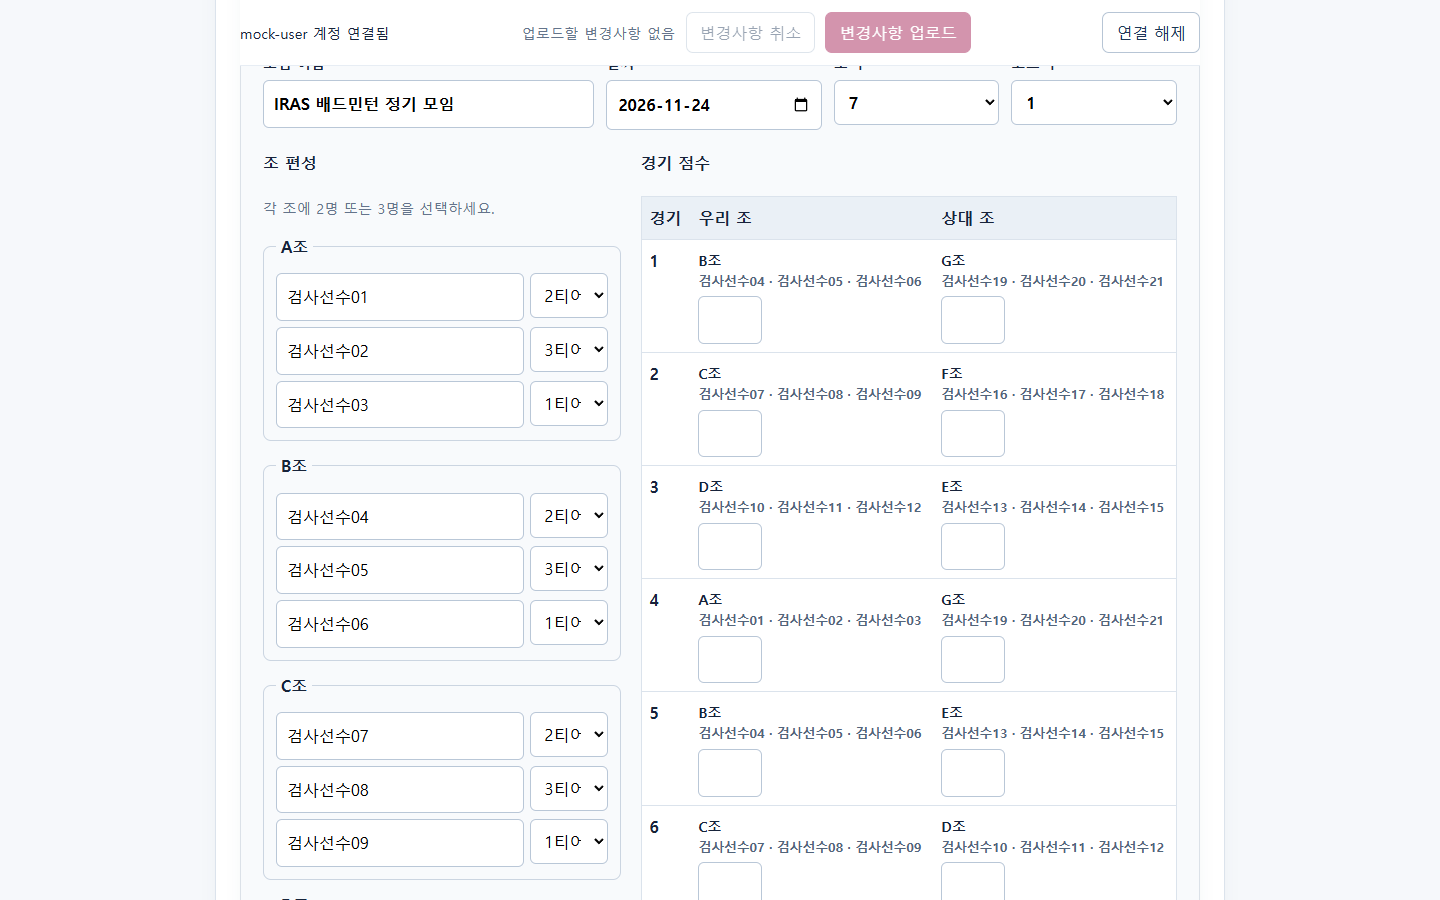 mock-user 계정 연결됨
업로드할 변경사항 없음
변경사항 취소
변경사항 업로드
연결 해제
IRAS 배드민턴 정기 모임
2026-11-24
7
1
조 편성
각 조에 2명 또는 3명을 선택하세요.
A조
검사선수01
2티어
검사선수02
3티어
검사선수03
1티어
B조
검사선수04
2티어
검사선수05
3티어
검사선수06
1티어
C조
검사선수07
2티어
검사선수08
3티어
검사선수09
1티어
경기 점수
경기 우리 조 상대 조
1
B조
검사선수04 · 검사선수05 · 검사선수06
G조
검사선수19 · 검사선수20 · 검사선수21
2
C조
검사선수07 · 검사선수08 · 검사선수09
F조
검사선수16 · 검사선수17 · 검사선수18
3
D조
검사선수10 · 검사선수11 · 검사선수12
E조
검사선수13 · 검사선수14 · 검사선수15
4
A조
검사선수01 · 검사선수02 · 검사선수03
G조
검사선수19 · 검사선수20 · 검사선수21
5
B조
검사선수04 · 검사선수05 · 검사선수06
E조
검사선수13 · 검사선수14 · 검사선수15
6
C조
검사선수07 · 검사선수08 · 검사선수09
D조
검사선수10 · 검사선수11 · 검사선수12